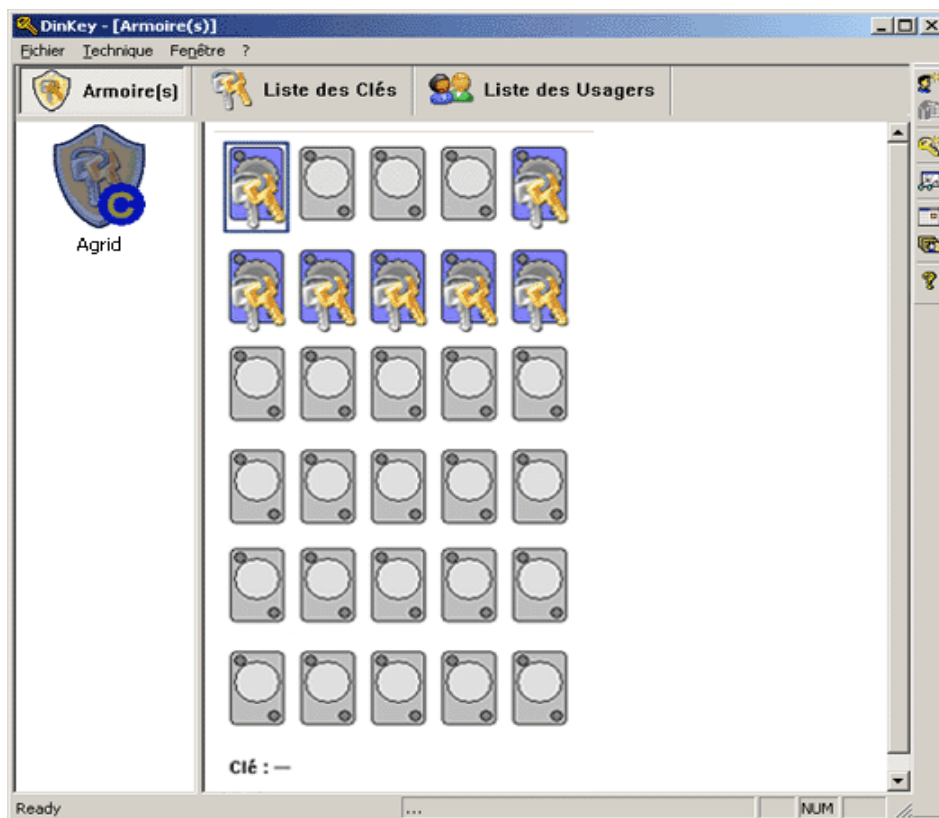 DinKey - [Armoire(s)]
Fichier Technique Fenêtre ?
Armoire(s) Liste des Clés Liste des Usagers
C
Agrid
Clé : —
Ready ... NUM